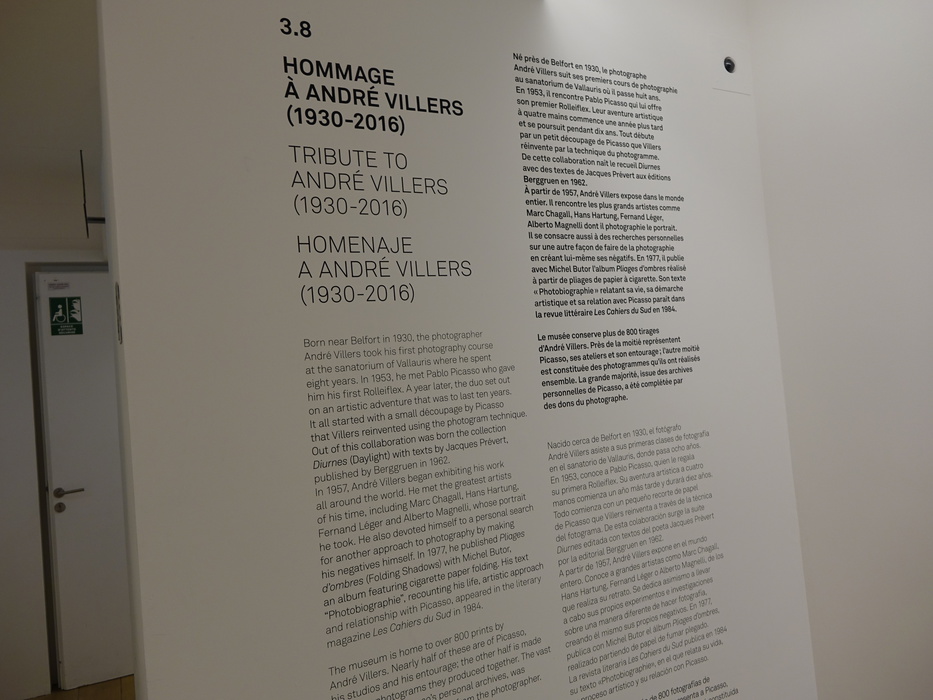 3.8
HOMMAGE
À ANDRÉ VILLERS
(1930-2016)
TRIBUTE TO
ANDRÉ VILLERS
(1930-2016)
HOMENAJE
A ANDRÉ VILLERS
(1930-2016)
Born near Belfort in 1930, the photographer
André Villers took his first photography course
at the sanatorium of Vallauris where he spent
eight years. In 1953, he met Pablo Picasso who gave
him his first Rolleiflex. A year later, the duo set out
on an artistic adventure that was to last ten years.
It all started with a small découpage by Picasso
that Villers reinvented using the photogram technique.
Out of this collaboration was born the collection
Diurnes (Daylight) with texts by Jacques Prévert,
published by Berggruen in 1962.
In 1957, André Villers began exhibiting his work
all around the world. He met the greatest artists
of his time, including Marc Chagall, Hans Hartung,
Fernand Léger and Alberto Magnelli, whose portrait
he took. He also devoted himself to a personal search
for another approach to photography by making
his negatives himself. In 1977, he published Pliages
d'ombres (Folding Shadows) with Michel Butor,
an album featuring cigarette paper folding. His text
"Photobiographie", recounting his life, artistic approach
and relationship with Picasso, appeared in the literary
magazine Les Cahiers du Sud in 1984.
The museum is home to over 800 prints by
André Villers. Nearly half of these are of Picasso,
his studios and his entourage; the other half is made
photograms they produced together. The vast
personal archives, was
the photographer.
Né près de Belfort en 1930, le photographe
André Villers suit ses premiers cours de photographie
au sanatorium de Vallauris où il passe huit ans.
En 1953, il rencontre Pablo Picasso qui lui offre
son premier Rolleiflex. Leur aventure artistique
à quatre mains commence une année plus tard
et se poursuit pendant dix ans. Tout débute
par un petit découpage de Picasso que Villers
réinvente par la technique du photogramme.
De cette collaboration naît le recueil Diurnes
avec des textes de Jacques Prévert aux éditions
Berggruen en 1962.
À partir de 1957, André Villers expose dans le monde
entier. Il rencontre les plus grands artistes comme
Marc Chagall, Hans Hartung, Fernand Léger,
Alberto Magnelli dont il photographie le portrait.
Il se consacre aussi à des recherches personnelles
sur une autre façon de faire de la photographie
en créant lui-même ses négatifs. En 1977, il publie
avec Michel Butor l'album Pliages d'ombres réalisé
à partir de pliages de papier à cigarette. Son texte
« Photobiographie » relatant sa vie, sa démarche
artistique et sa relation avec Picasso paraît dans
la revue littéraire Les Cahiers du Sud en 1984.
Le musée conserve plus de 800 tirages
d'André Villers. Près de la moitié représentent
Picasso, ses ateliers et son entourage ; l'autre moitié
est constituée des photogrammes qu'ils ont réalisés
ensemble. La grande majorité, issue des archives
personnelles de Picasso, a été complétée par
des dons du photographe.
Nacido cerca de Belfort en 1930, el fotógrafo
André Villers asiste a sus primeras clases de fotografía
en el sanatorio de Vallauris, donde pasa ocho años.
En 1953, conoce a Pablo Picasso, quien le regala
su primera Rolleiflex. Su aventura artística a cuatro
manos comienza un año más tarde y durará diez años.
Todo comienza con un pequeño recorte de papel
de Picasso que Villers reinventa a través de la técnica
del fotograma. De esta colaboración surge la suite
Diurnes editada con textos del poeta Jacques Prévert
por la editorial Berggruen en 1962.
A partir de 1957, André Villers expone en el mundo
entero. Conoce a grandes artistas como Marc Chagall,
Hans Hartung, Fernand Léger o Alberto Magnelli, de los
que realiza su retrato. Se dedica asimismo a llevar
a cabo sus propios experimentos e investigaciones
sobre una manera diferente de hacer fotografía,
creando él mismo sus propios negativos. En 1977,
publica con Michel Butor el álbum Pliages d'ombres,
realizado partiendo de papel de fumar plegado.
La revista literaria Les Cahiers du Sud publica en 1984
su texto «Photobiographie», en el que relata su vida,
proceso artístico y su relación con Picasso.
de 800 fotografías de
a Picasso,